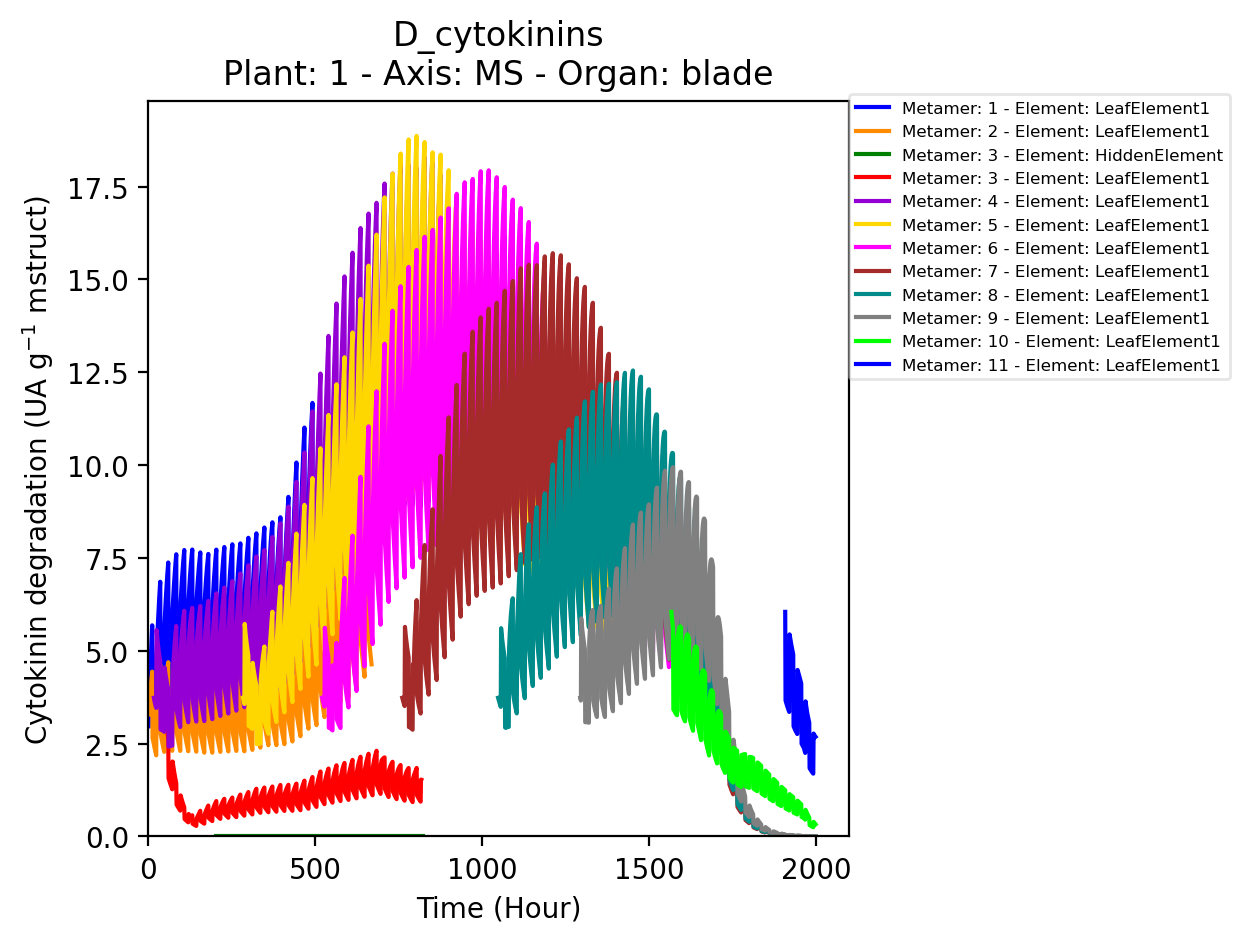 D_cytokinins
Plant: 1 - Axis: MS - Organ: blade
Cytokinin degradation (UA g⁻¹ mstruct)
17.5
15.0
12.5
10.0
7.5
5.0
2.5
0.0
0 500 1000 1500 2000
Time (Hour)
Metamer: 1 - Element: LeafElement1
Metamer: 2 - Element: LeafElement1
Metamer: 3 - Element: HiddenElement
Metamer: 3 - Element: LeafElement1
Metamer: 4 - Element: LeafElement1
Metamer: 5 - Element: LeafElement1
Metamer: 6 - Element: LeafElement1
Metamer: 7 - Element: LeafElement1
Metamer: 8 - Element: LeafElement1
Metamer: 9 - Element: LeafElement1
Metamer: 10 - Element: LeafElement1
Metamer: 11 - Element: LeafElement1